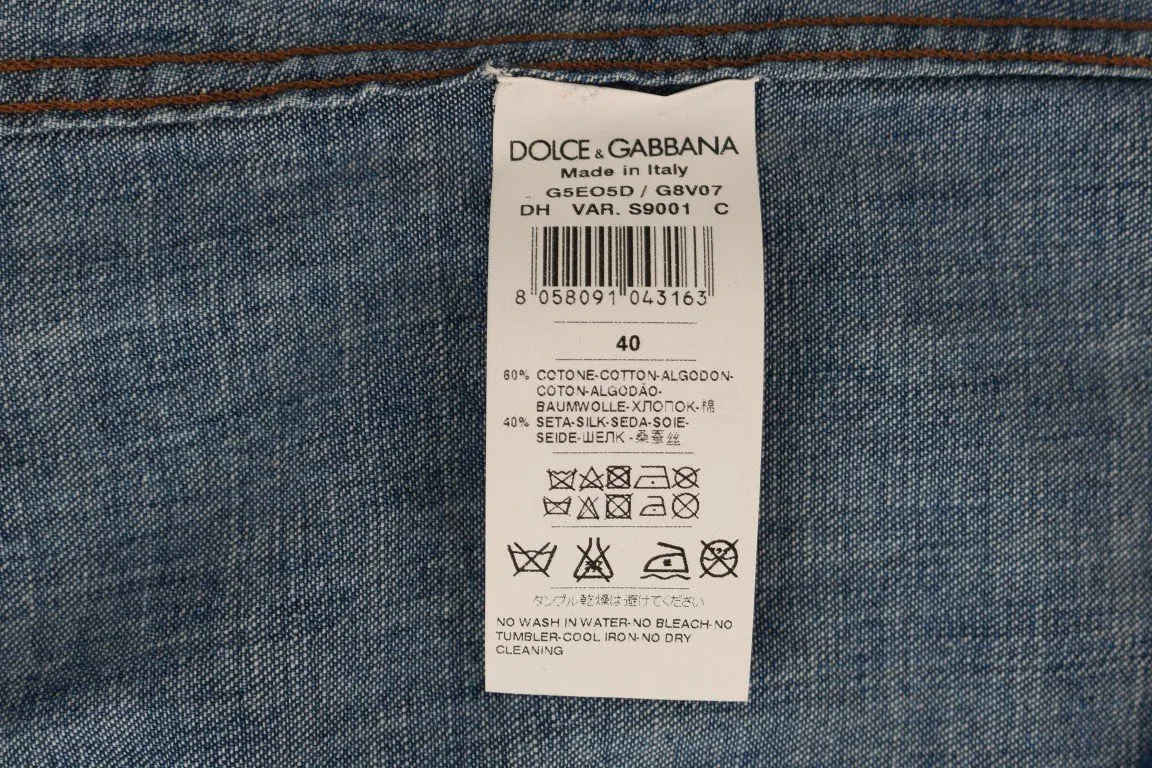 DOLCE & GABBANA
Made in Italy
G5EO5D / G8V07
DH VAR. S9001 C
8 058091 043163
40
60% COTONE-COTTON-ALGODON-
COTON-ALGODÃO-
BAUMWOLLE-ХЛОПОК-棉
40% SETA-SILK-SEDA-SOIE-
SEIDE-ШЕЛК -桑蚕丝
タンブル乾燥は避けてください
NO WASH IN WATER-NO BLEACH-NO
TUMBLER-COOL IRON-NO DRY
CLEANING